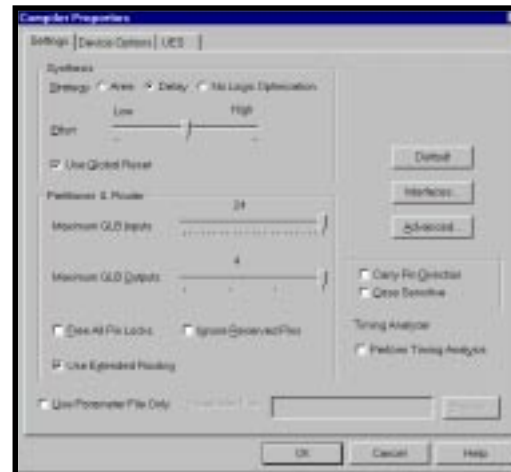 Compiler Properties
Settings Device Options UES
Synthesis
Strategy Area Delay No Logic Optimization
Low High
Effort
Use Global Reset
Default
Interfaces...
Advanced...
Partitioner & Router
24
Maximum GLB Inputs
4
Maximum GLB Outputs
Carry Pin Direction
Case Sensitive
Free All Pin Locks Ignore Reserved Pins
Timing Analyzer
Perform Timing Analysis
Use Extended Routing
Use Parameter File Only
OK Cancel Help